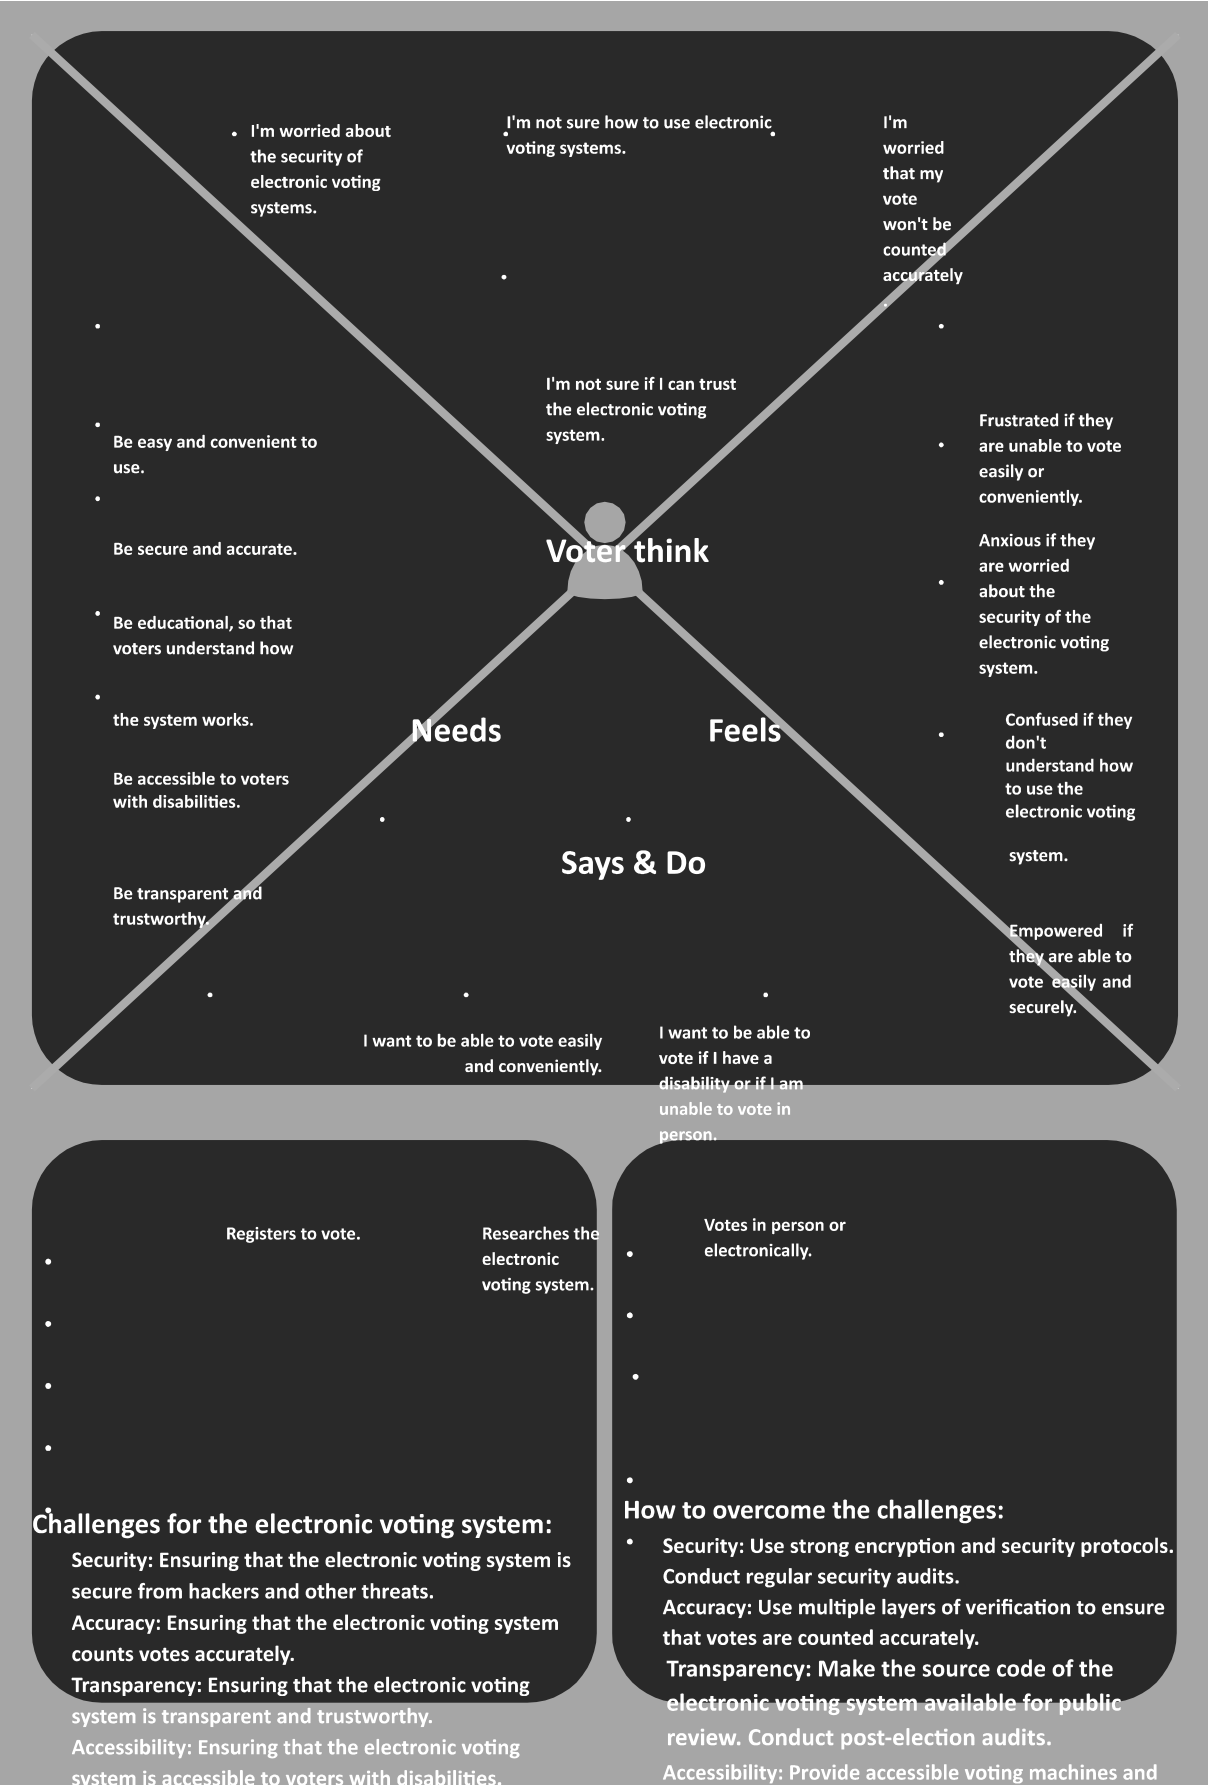 I'm worried about
the security of
electronic voting
systems.
I'm not sure how to use electronic
voting systems.
I'm
worried
that my
vote
won't be
counted
accurately
.
I'm not sure if I can trust
the electronic voting
system.
Voter think
Be easy and convenient to
use.
Be secure and accurate.
Be educational, so that
voters understand how
the system works.
Be accessible to voters
with disabilities.
Be transparent and
trustworthy.
Needs
Feels
Frustrated if they
are unable to vote
easily or
conveniently.
Anxious if they
are worried
about the
security of the
electronic voting
system.
Confused if they
don't
understand how
to use the
electronic voting
system.
Empowered if
they are able to
vote easily and
securely.
Says & Do
I want to be able to vote easily
and conveniently.
I want to be able to
vote if I have a
disability or if I am
unable to vote in
person.
Registers to vote.
Researches the
electronic
voting system.
Votes in person or
electronically.
Challenges for the electronic voting system:
Security: Ensuring that the electronic voting system is
secure from hackers and other threats.
Accuracy: Ensuring that the electronic voting system
counts votes accurately.
Transparency: Ensuring that the electronic voting
system is transparent and trustworthy.
Accessibility: Ensuring that the electronic voting
system is accessible to voters with disabilities.
How to overcome the challenges:
Security: Use strong encryption and security protocols.
Conduct regular security audits.
Accuracy: Use multiple layers of verification to ensure
that votes are counted accurately.
Transparency: Make the source code of the
electronic voting system available for public
review. Conduct post-election audits.
Accessibility: Provide accessible voting machines and